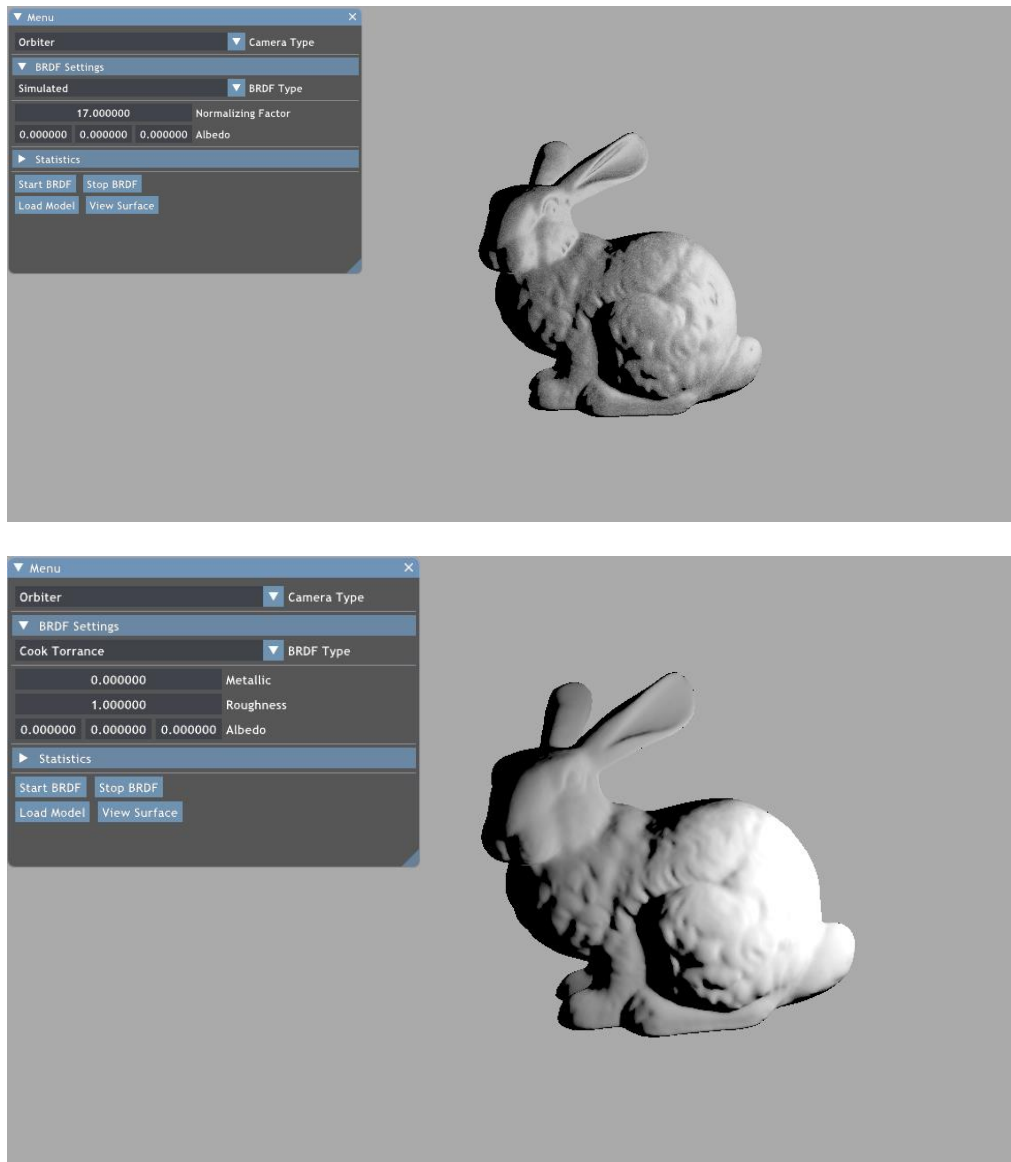 Menu
Orbiter Camera Type
BRDF Settings
Simulated BRDF Type
17.000000 Normalizing Factor
0.000000 0.000000 0.000000 Albedo
Statistics
Start BRDF Stop BRDF
Load Model View Surface
Menu
Orbiter Camera Type
BRDF Settings
Cook Torrance BRDF Type
0.000000 Metallic
1.000000 Roughness
0.000000 0.000000 0.000000 Albedo
Statistics
Start BRDF Stop BRDF
Load Model View Surface